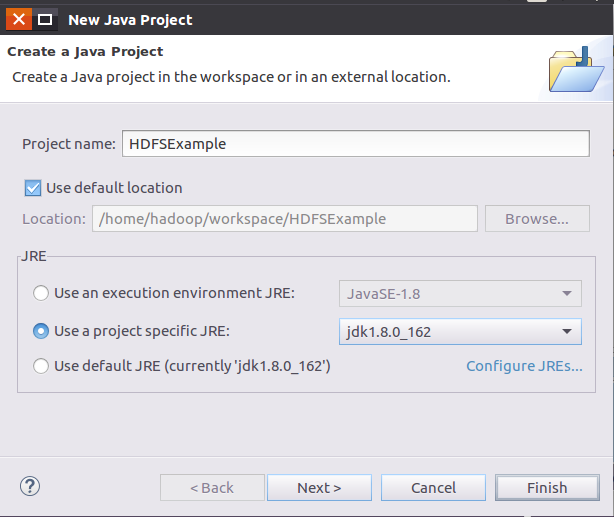 New Java Project
Create a Java Project
Create a Java project in the workspace or in an external location.
Project name: HDFSExample
Use default location
Location: /home/hadoop/workspace/HDFSExample Browse...
JRE
Use an execution environment JRE: JavaSE-1.8
Use a project specific JRE: jdk1.8.0_162
Use default JRE (currently 'jdk1.8.0_162') Configure JREs...
? < Back Next > Cancel Finish